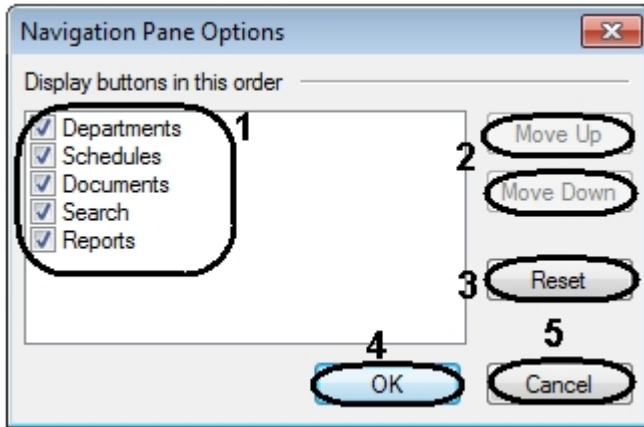 Navigation Pane Options
Display buttons in this order
Departments
Schedules
Documents
Search
Reports
1
Move Up
2
Move Down
3
Reset
4
5
OK
Cancel